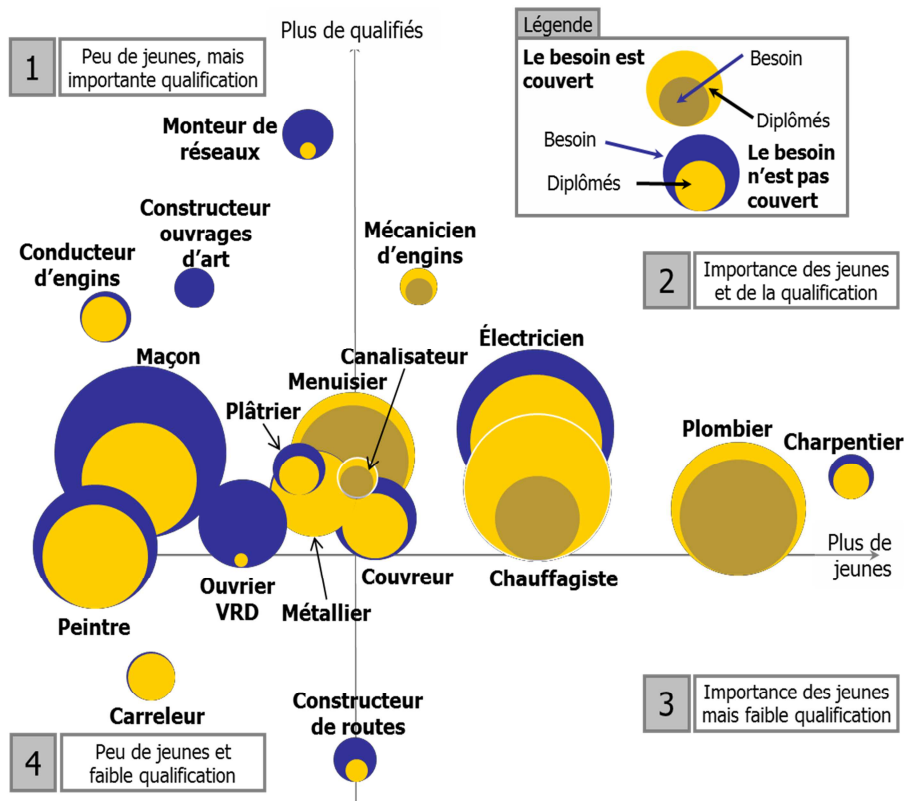 Plus de qualifiés
Légende
1
Peu de jeunes, mais
importante qualification
Le besoin est
couvert
Besoin
Diplômés
Besoin
Diplômés
Le besoin
n'est pas
couvert
Monteur de
réseaux
Constructeur
ouvrages
d'art
Conducteur
d'engins
Mécanicien
d'engins
2
Importance des jeunes
et de la qualification
Maçon
Plâtrier
Menuisier
Canalisateur
Électricien
Plombier
Charpentier
Plus de
jeunes
Peintre
Ouvrier
VRD
Métallier
Couvreur
Chauffagiste
Carreleur
Constructeur
de routes
3
Importance des jeunes
mais faible qualification
4
Peu de jeunes et
faible qualification